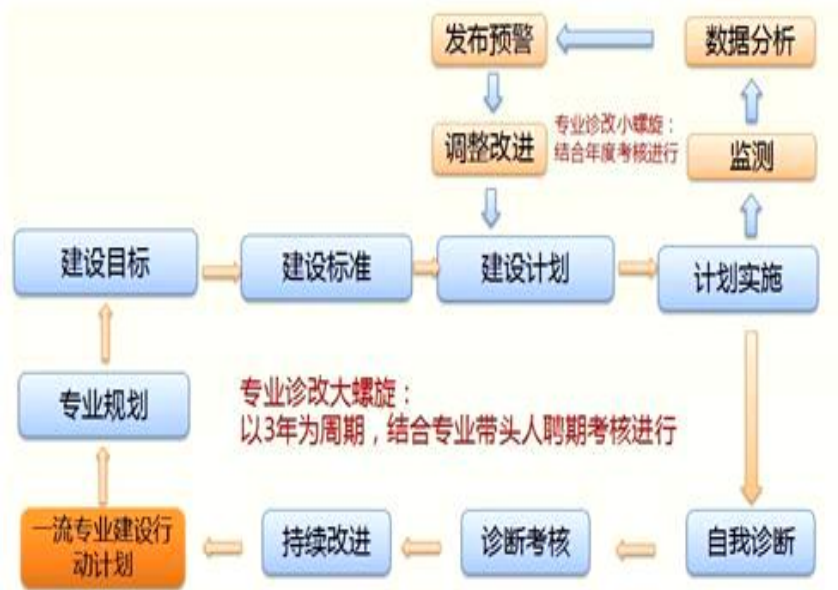 发布预警
数据分析
专业诊改小螺旋：
结合年度考核进行
调整改进
监测
建设目标
建设标准
建设计划
计划实施
专业规划
专业诊改大螺旋：
以3年为周期，结合专业带头人聘期考核进行
一流专业建设行
动计划
持续改进
诊断考核
自我诊断